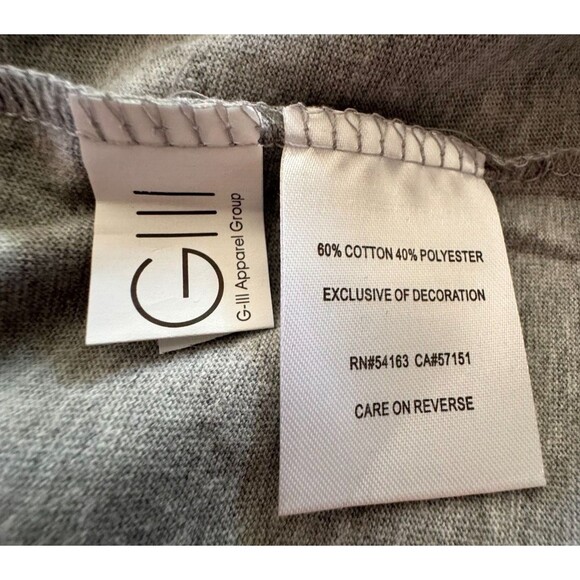 GIII
G-III Apparel Group
60% COTTON 40% POLYESTER
EXCLUSIVE OF DECORATION
RN#54163 CA#57151
CARE ON REVERSE